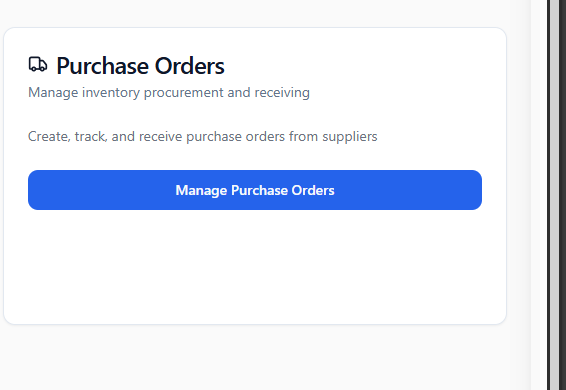 Purchase Orders
Manage inventory procurement and receiving
Create, track, and receive purchase orders from suppliers
Manage Purchase Orders